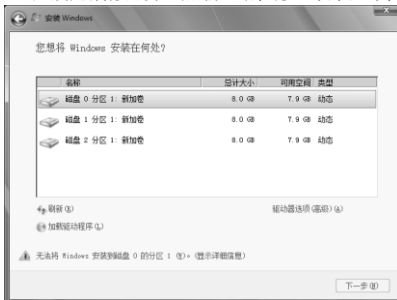 安装 Windows
您想将 Windows 安装在何处?
名称 总计大小 可用空间 类型
磁盘 0 分区 1: 新加卷 8.0 GB 7.9 GB 动态
磁盘 1 分区 1: 新加卷 8.0 GB 7.9 GB 动态
磁盘 2 分区 1: 新加卷 8.0 GB 7.9 GB 动态
刷新(R) 驱动器选项(高级)(A)
加载驱动程序(L)
无法将 Windows 安装到磁盘 0 的分区 1 (W)。(显示详细信息)
下一步(N)